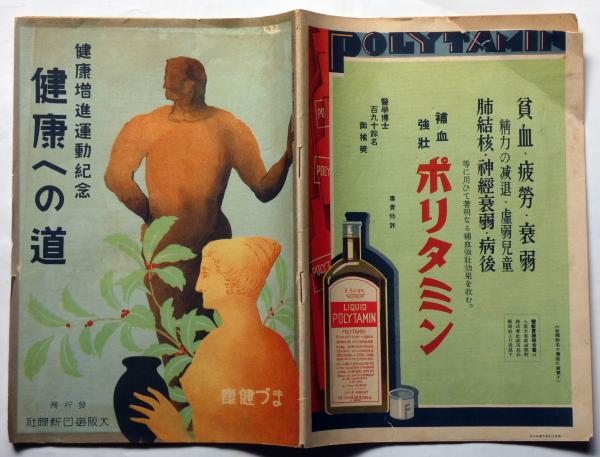 健康增進運動紀念
健康への道
まづ健康
發行所
大阪每日新聞社
POLYTAMIN
貧血・疲勞・衰弱
精力の減退・虛弱兒童
肺結核・神經衰弱・病後
等に用ひて著明なる補血強壯効果を收む。
補血
強壯
ポリタミン
專賣特許
醫學博士
百九十餘名
御推奬
LIQUID
POLYTAMIN